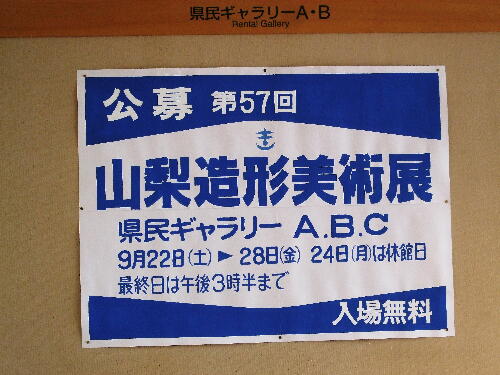 県民ギャラリーA・B
Rental Gallery
公募 第57回
山梨造形美術展
県民ギャラリー A.B.C
9月22日(土)▶28日(金) 24日(月)は休館日
最終日は午後3時半まで
入場無料